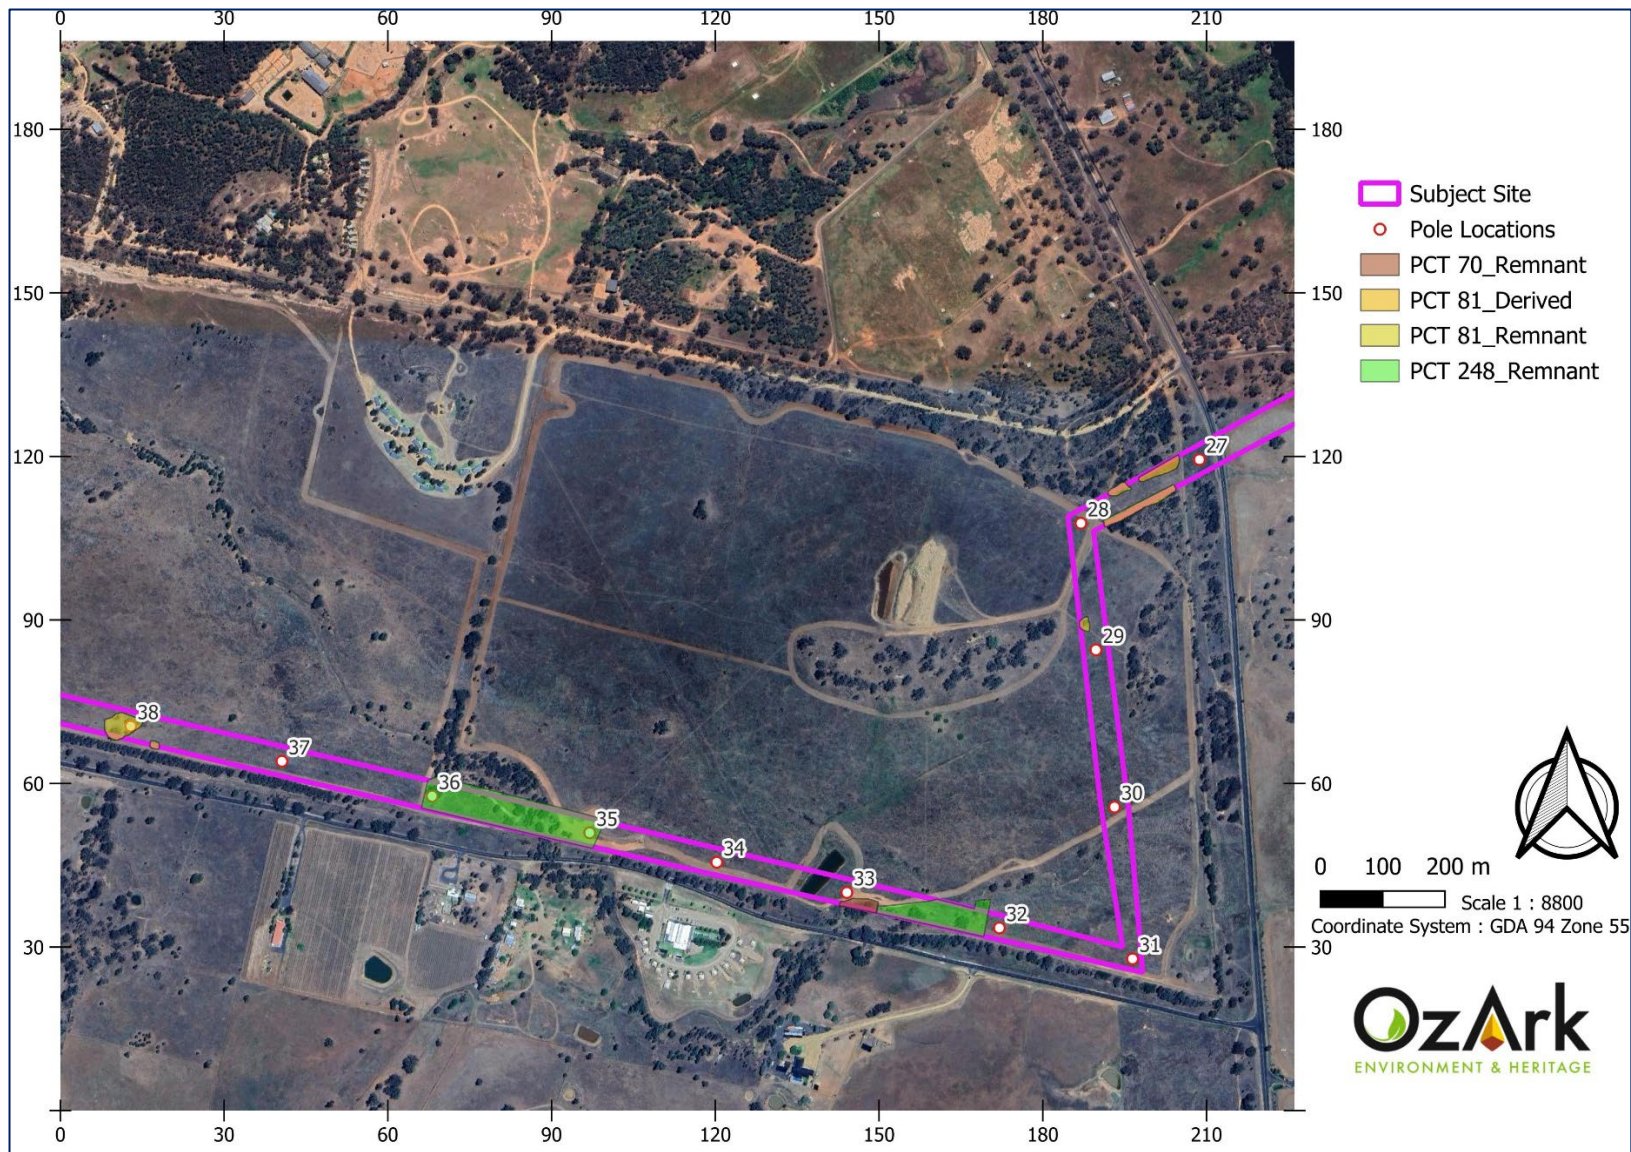 0 30 60 90 120 150 180 210
180 180
150 150
120 120
90 90
60 60
30 30
Subject Site
Pole Locations
PCT 70_Remnant
PCT 81_Derived
PCT 81_Remnant
PCT 248_Remnant
27
28
29
38
37
36
30
35
34
33
32
31
0 100 200 m
Scale 1 : 8800
Coordinate System : GDA 94 Zone 55
OzArk
ENVIRONMENT & HERITAGE
0 30 60 90 120 150 180 210